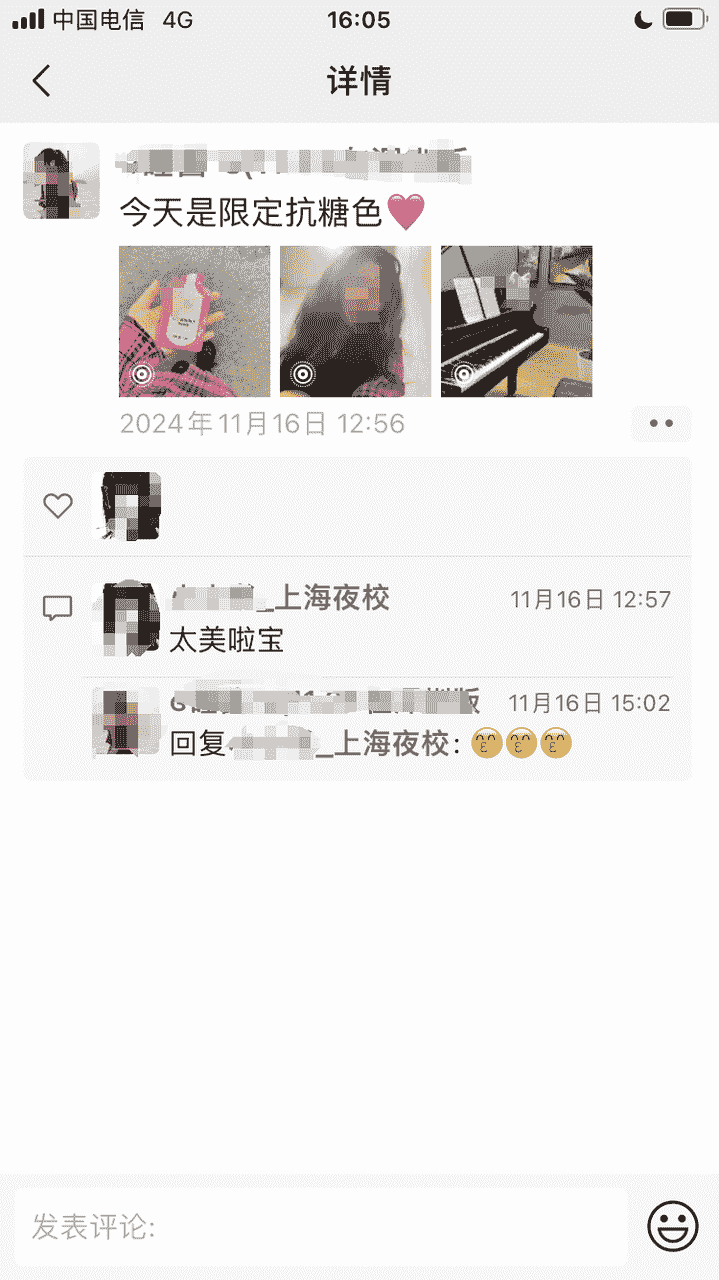 中国电信 4G 16:05
详情
今天是限定抗糖色🩷
2024年11月16日 12:56
_上海夜校 11月16日 12:57
太美啦宝
11月16日 15:02
回复 _上海夜校: 😚😚😚
发表评论: